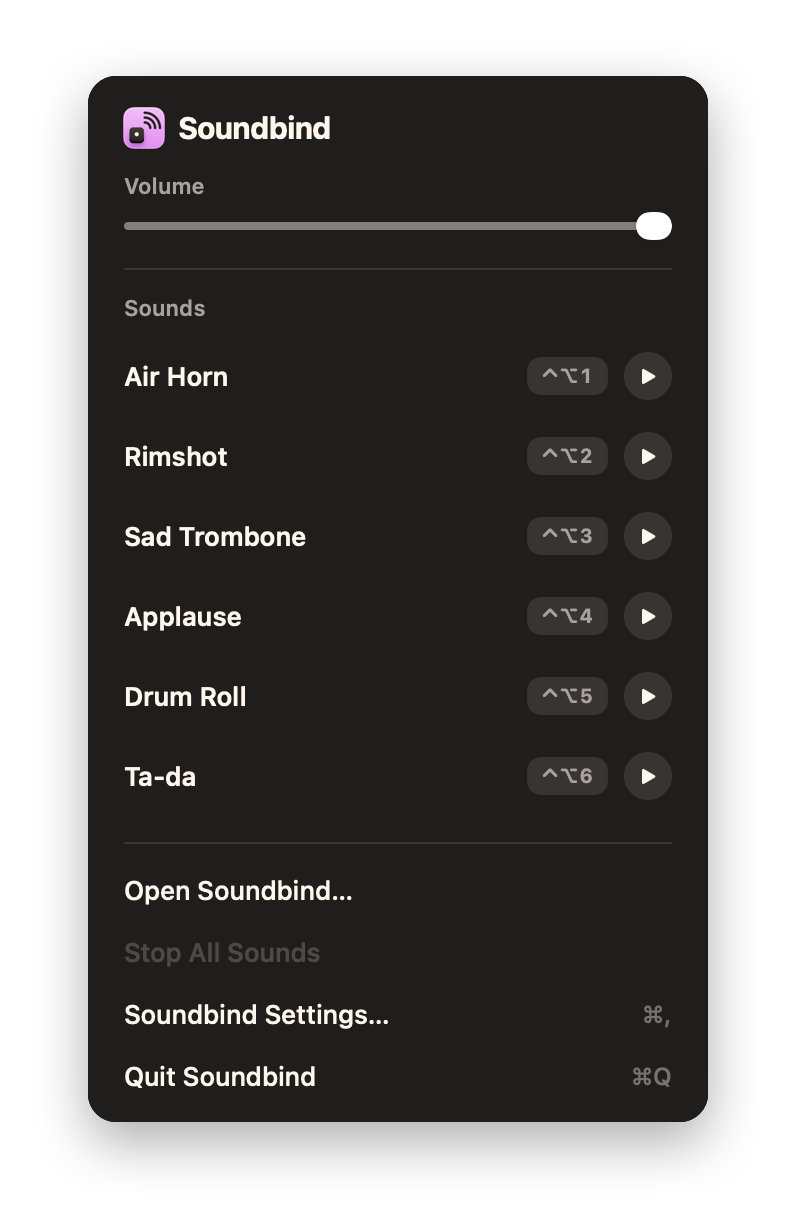 Soundbind
Volume
Sounds
Air Horn ⌃⌥1
Rimshot ⌃⌥2
Sad Trombone ⌃⌥3
Applause ⌃⌥4
Drum Roll ⌃⌥5
Ta-da ⌃⌥6
Open Soundbind...
Stop All Sounds
Soundbind Settings... ⌘,
Quit Soundbind ⌘Q